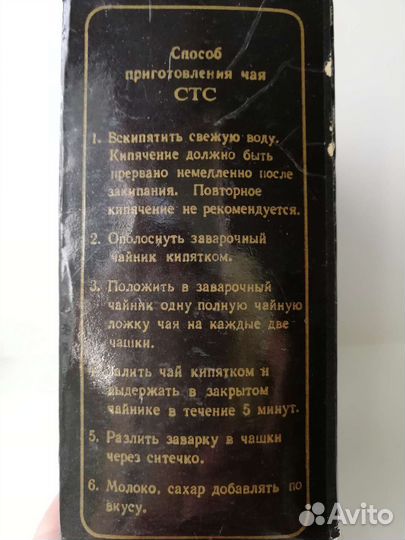 Способ
приготовления чая
СТС
1. Вскипятить свежую воду.
Кипячение должно быть
прервано немедленно после
закипания. Повторное
кипячение не рекомендуется.
2. Ополоснуть заварочный
чайник кипятком.
3. Положить в заварочный
чайник одну полную чайную
ложку чая на каждые две
чашки.
Залить чай кипятком и
выдержать в закрытом
чайнике в течение 5 минут.
5. Разлить заварку в чашки
через ситечко.
6. Молоко, сахар добавлять по
вкусу.
Avito